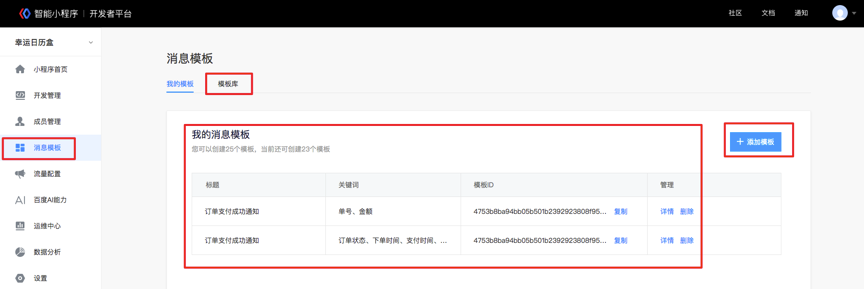 智能小程序 | 开发者平台
社区 文档 通知
幸运日历盒
小程序首页
开发管理
成员管理
消息模板
流量配置
百度AI能力
运维中心
数据分析
设置
消息模板
我的模板 模板库
我的消息模板
您可以创建25个模板，当前还可创建23个模板
添加模板
标题 关键词 模板ID 管理
订单支付成功通知 单号、金额 4753b8ba94bb05b501b2392923808f95... 复制 详情 删除
订单支付成功通知 订单状态、下单时间、支付时间、... 4753b8ba94bb05b501b2392923808f95... 复制 详情 删除